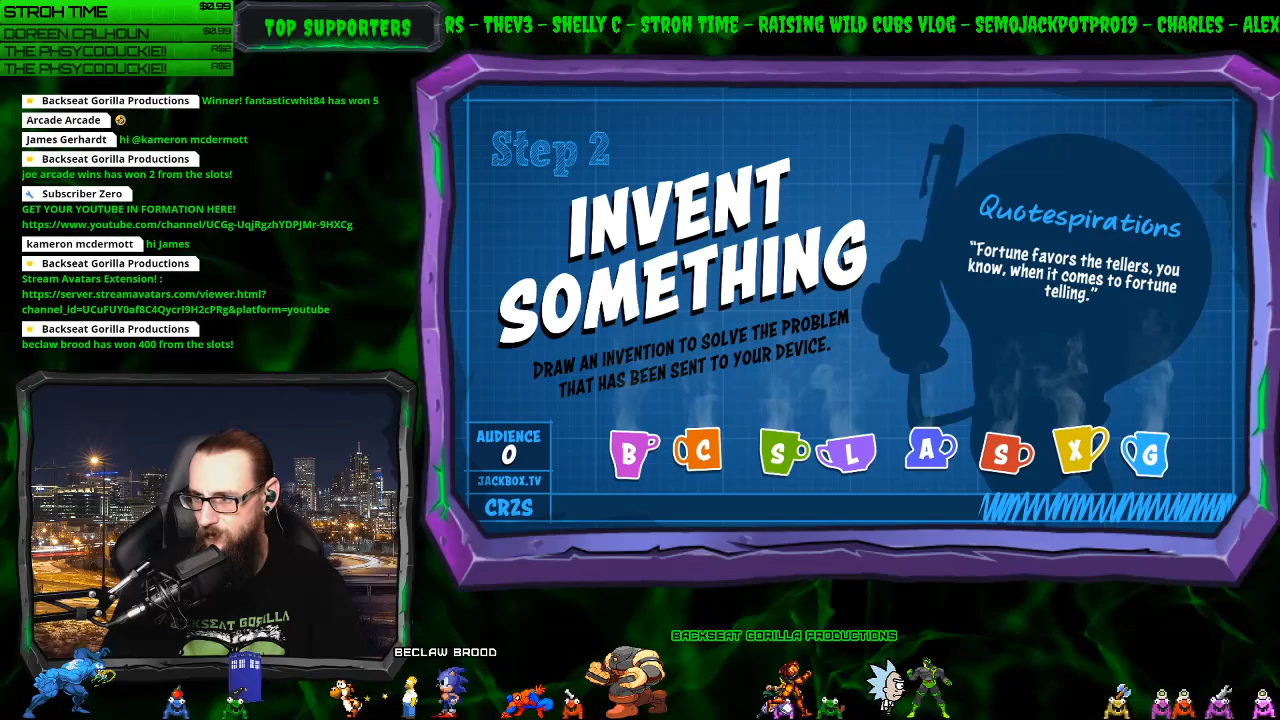 STROH TIME $0.99
DOREEN CALHOUN $0.99
THE PHSYCODUCKIE!! A$2
THE PHSYCODUCKIE!! A$2
TOP SUPPORTERS
RS - THEV3 - SHELLY C - STROH TIME - RAISING WILD CUBS VLOG - SEMOJACKPOTPRO19 - CHARLES - ALEX
Backseat Gorilla Productions Winner! fantasticwhit84 has won 5
Arcade Arcade 🤣
James Gerhardt hi @kameron mcdermott
Backseat Gorilla Productions
joe arcade wins has won 2 from the slots!
Subscriber Zero
GET YOUR YOUTUBE IN FORMATION HERE!
https://www.youtube.com/channel/UCGg-UqjRgzhYDPJMr-9HXCg
kameron mcdermott hi James
Backseat Gorilla Productions
Stream Avatars Extension! :
https://server.streamavatars.com/viewer.html?
channel_id=UCuFUY0af8C4QycrI9H2cPRg&platform=youtube
Backseat Gorilla Productions
beclaw brood has won 400 from the slots!
Step 2
INVENT
SOMETHING
DRAW AN INVENTION TO SOLVE THE PROBLEM
THAT HAS BEEN SENT TO YOUR DEVICE.
Quotespirations
"Fortune favors the tellers, you
know, when it comes to fortune
telling."
AUDIENCE
0
JACKBOX.TV
CRZS
B C S L A S X G
BACKSEAT GORILLA PRODUCTIONS
BECLAW BROOD